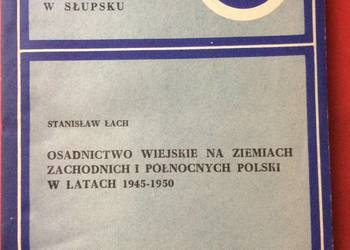 W SŁUPSKU
STANISŁAW ŁACH
OSADNICTWO WIEJSKIE NA ZIEMIACH
ZACHODNICH I PÓŁNOCNYCH POLSKI
W LATACH 1945-1950